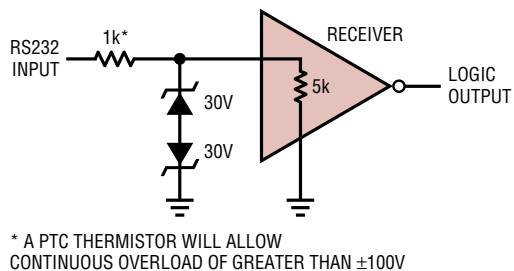 RS232
INPUT
1k*
30V
30V
RECEIVER
5k
LOGIC
OUTPUT
* A PTC THERMISTOR WILL ALLOW
CONTINUOUS OVERLOAD OF GREATER THAN ±100V